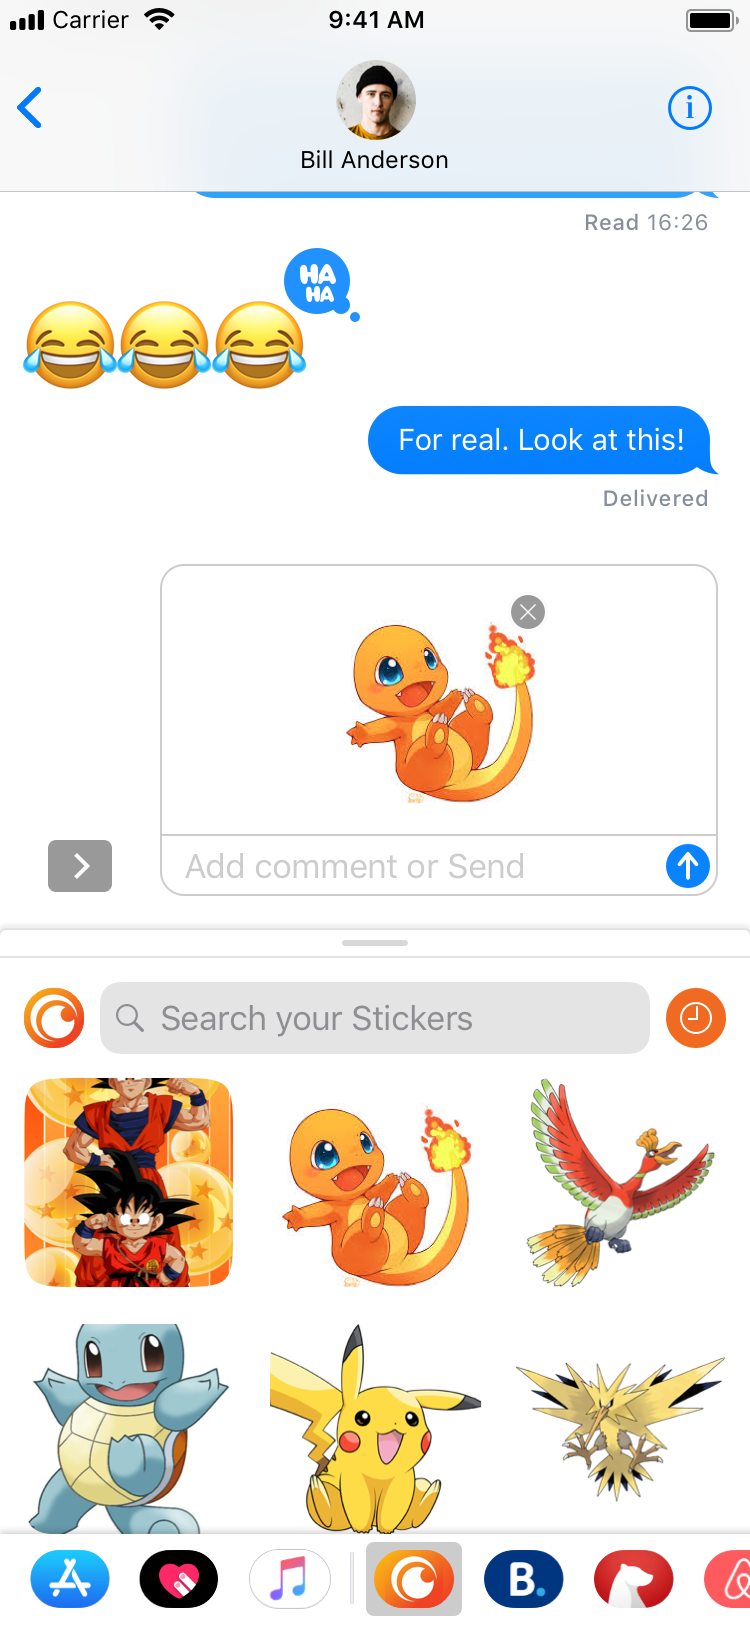 Carrier
9:41 AM
Bill Anderson
Read 16:26
HA
HA
For real. Look at this!
Delivered
Add comment or Send
Search your Stickers
B.